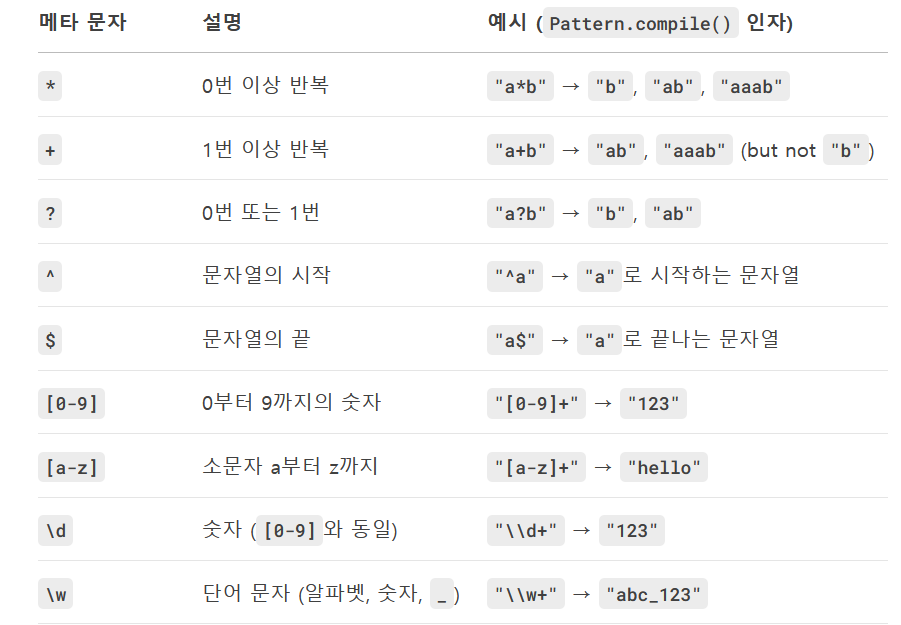 메타 문자 설명 예시 (Pattern.compile() 인자)
* 0번 이상 반복 "a*b" → "b", "ab", "aaab"
+ 1번 이상 반복 "a+b" → "ab", "aaab" (but not "b")
? 0번 또는 1번 "a?b" → "b", "ab"
^ 문자열의 시작 "^a" → "a"로 시작하는 문자열
$ 문자열의 끝 "a$" → "a"로 끝나는 문자열
[0-9] 0부터 9까지의 숫자 "[0-9]+" → "123"
[a-z] 소문자 a부터 z까지 "[a-z]+" → "hello"
\d 숫자 ([0-9]와 동일) "\\d+" → "123"
\w 단어 문자 (알파벳, 숫자, _) "\\w+" → "abc_123"